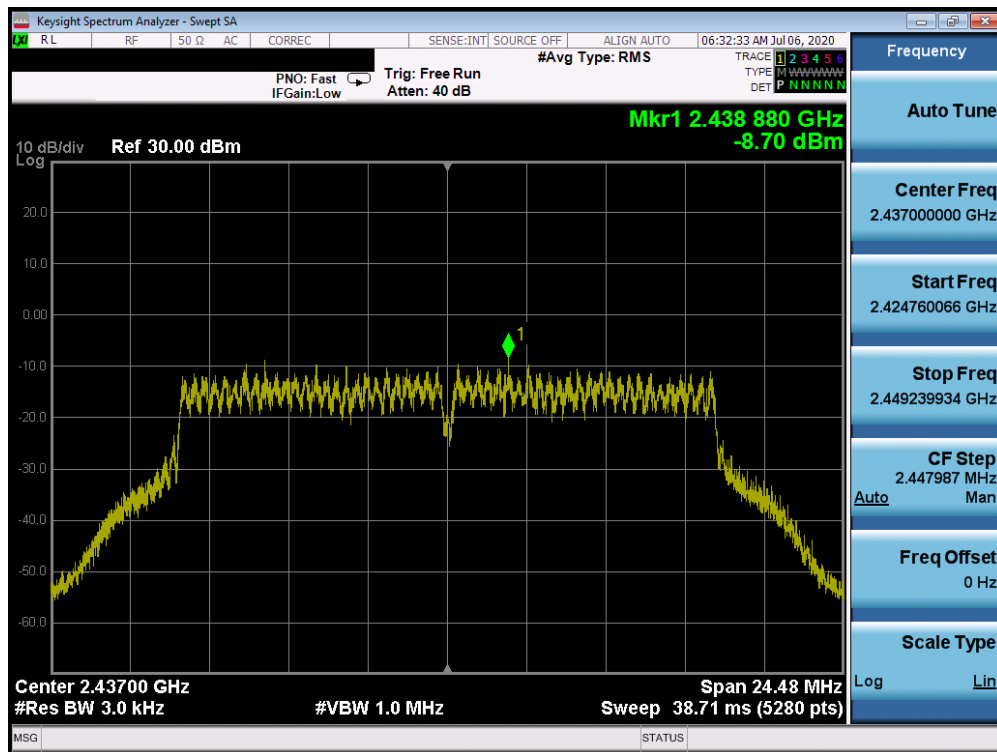 Keysight Spectrum Analyzer - Swept SA
LXI RL RF 50 Ω AC CORREC SENSE:INT SOURCE OFF ALIGN AUTO 06:32:33 AM Jul 06, 2020
PNO: Fast
IFGain:Low
Trig: Free Run
Atten: 40 dB
#Avg Type: RMS
TRACE 1 2 3 4 5 6
TYPE M WWWWW
DET P N N N N N
Mkr1 2.438 880 GHz
-8.70 dBm
10 dB/div Ref 30.00 dBm
Log
20.0
10.0
0.00
-10.0
-20.0
-30.0
-40.0
-50.0
-60.0
1
Center 2.43700 GHz Span 24.48 MHz
#Res BW 3.0 kHz #VBW 1.0 MHz Sweep 38.71 ms (5280 pts)
MSG STATUS
Frequency
Auto Tune
Center Freq
2.437000000 GHz
Start Freq
2.424760066 GHz
Stop Freq
2.449239934 GHz
CF Step
2.447987 MHz
Auto Man
Freq Offset
0 Hz
Scale Type
Log Lin